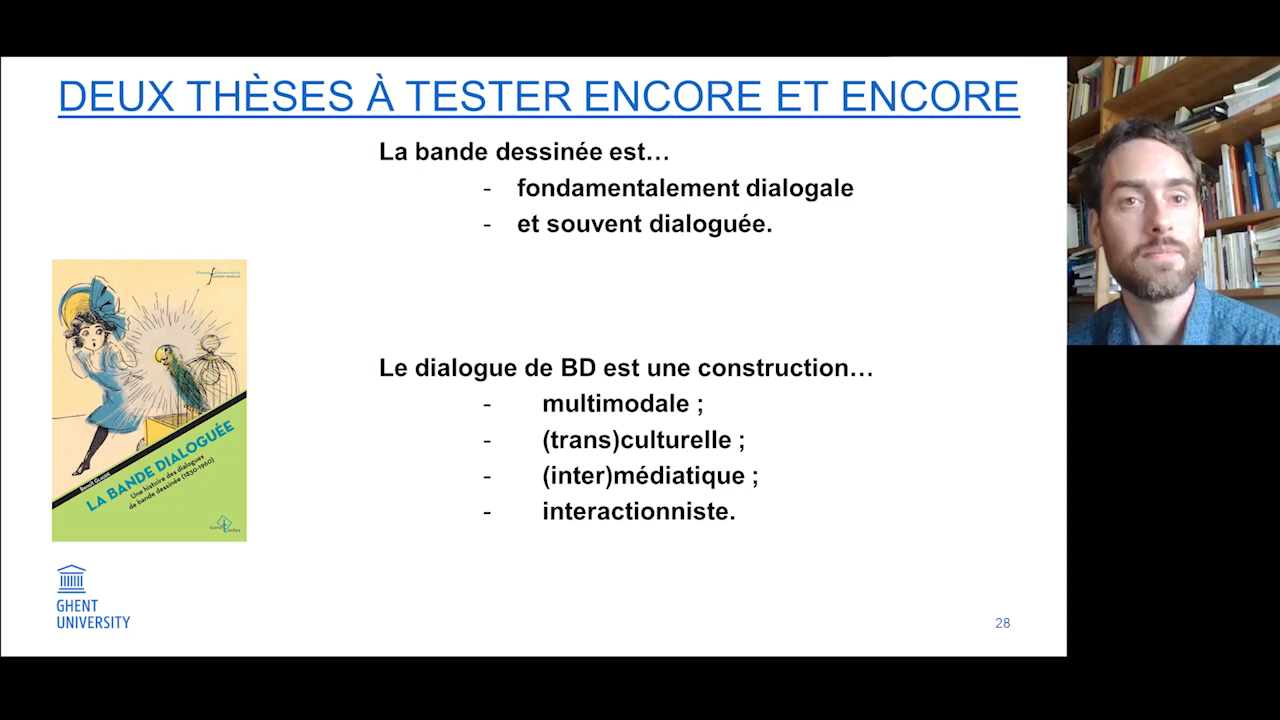 DEUX THÈSES À TESTER ENCORE ET ENCORE
La bande dessinée est…
- fondamentalement dialogale
- et souvent dialoguée.
Le dialogue de BD est une construction…
- multimodale ;
- (trans)culturelle ;
- (inter)médiatique ;
- interactionniste.
LA BANDE DIALOGUÉE
Une histoire des dialogues
de bande dessinée (1830-1960)
GHENT
UNIVERSITY
28